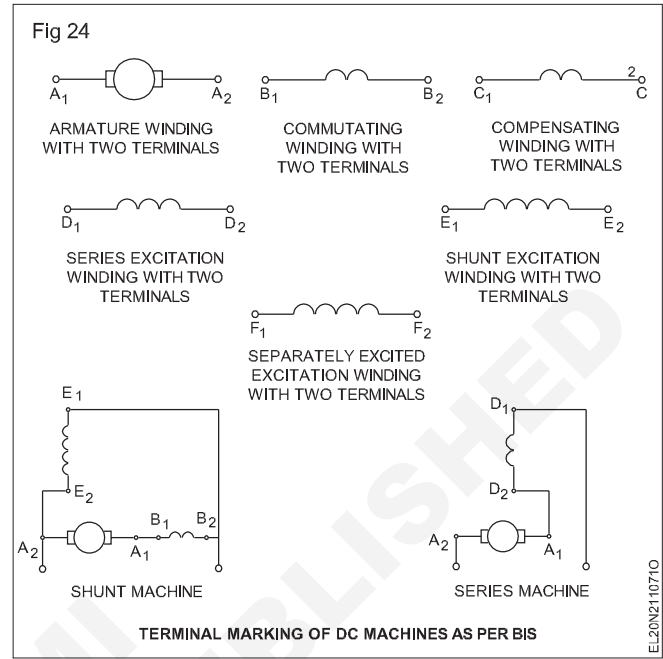 Fig 24
A1 A2
B1 B2
C1 2 C
ARMATURE WINDING
WITH TWO TERMINALS
COMMUTATING
WINDING WITH
TWO TERMINALS
COMPENSATING
WINDING WITH
TWO TERMINALS
D1 D2
E1 E2
SERIES EXCITATION
WINDING WITH TWO
TERMINALS
SHUNT EXCITATION
WINDING WITH TWO
TERMINALS
F1 F2
SEPARATELY EXCITED
EXCITATION WINDING
WITH TWO TERMINALS
E1
E2
A2 A1 B1 B2
SHUNT MACHINE
D1
D2
A2 A1
SERIES MACHINE
TERMINAL MARKING OF DC MACHINES AS PER BIS
EL20N211071O